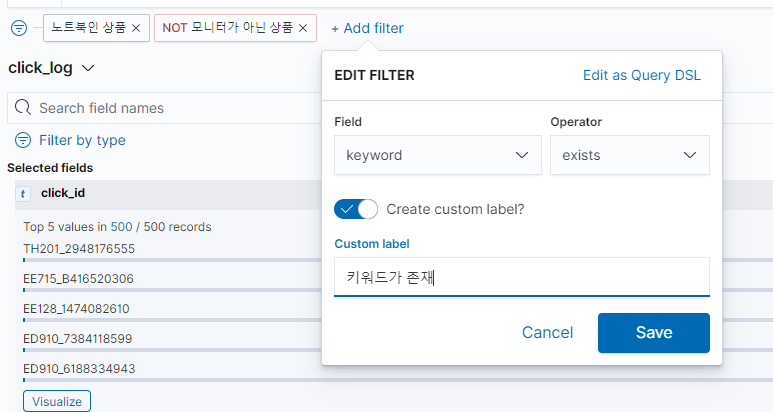 노트북인 상품 × NOT 모니터가 아닌 상품 × + Add filter
click_log
Search field names
Filter by type
Selected fields
t click_id
Top 5 values in 500 / 500 records
TH201_2948176555
EE715_B416520306
EE128_1474082610
ED910_7384118599
ED910_6188334943
Visualize
EDIT FILTER Edit as Query DSL
Field Operator
keyword exists
Create custom label?
Custom label
키워드가 존재
Cancel Save